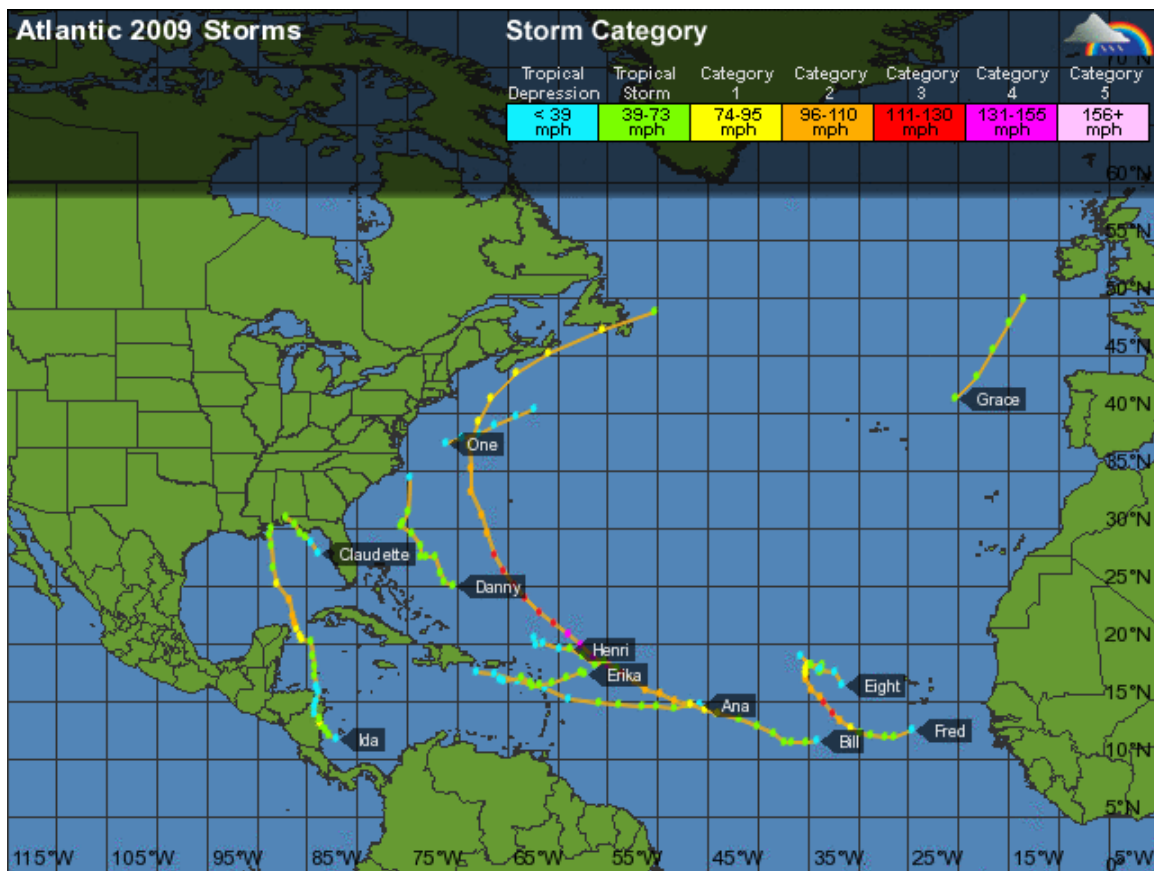 Atlantic 2009 Storms
Storm Category
Tropical Depression
Tropical Storm
Category 1
Category 2
Category 3
Category 4
Category 5
< 39 mph
39-73 mph
74-95 mph
96-110 mph
111-130 mph
131-155 mph
156+ mph
70°N
60°N
55°N
50°N
45°N
Grace
40°N
One
35°N
30°N
Claudette
Danny
25°N
20°N
Henri
Erika
Eight
15°N
Ana
Fred
Ida
Bill
10°N
5°N
115°W
105°W
95°W
85°W
75°W
65°W
55°W
45°W
35°W
25°W
15°W
0°
5°W